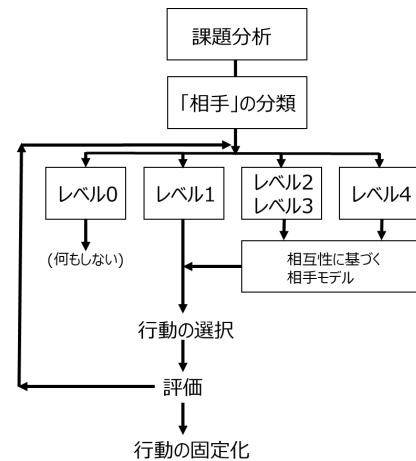 課題分析
「相手」の分類
レベル0
レベル1
レベル2
レベル3
レベル4
(何もしない)
相互性に基づく
相手モデル
行動の選択
評価
行動の固定化